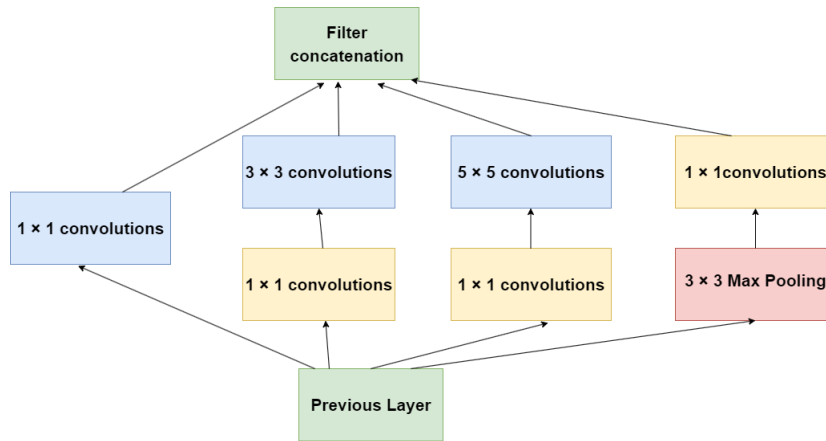 Filter
concatenation
3 × 3 convolutions
5 × 5 convolutions
1 × 1convolutions
1 × 1 convolutions
1 × 1 convolutions
1 × 1 convolutions
3 × 3 Max Pooling
Previous Layer